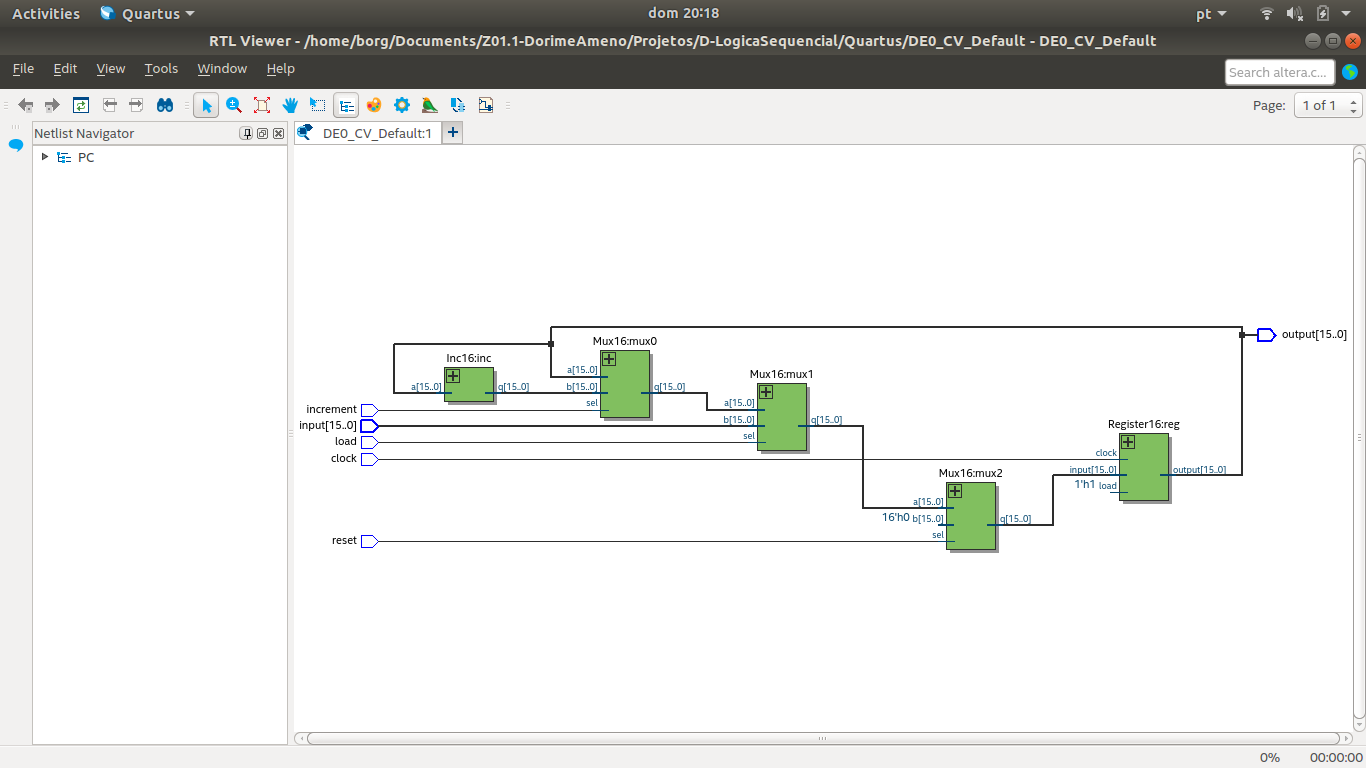 Activities Quartus dom 20:18 pt
RTL Viewer - /home/borg/Documents/Z01.1-DorimeAmeno/Projetos/D-LogicaSequencial/Quartus/DE0_CV_Default - DE0_CV_Default
File Edit View Tools Window Help Search altera.c...
Page: 1 of 1
Netlist Navigator
DE0_CV_Default:1
PC
output[15..0]
Mux16:mux0
Inc16:inc
a[15..0]
a[15..0] q[15..0] b[15..0] q[15..0]
sel
Mux16:mux1
a[15..0]
b[15..0] q[15..0]
sel
increment
input[15..0]
load
clock
Register16:reg
clock
input[15..0] output[15..0]
1'h1 load
Mux16:mux2
a[15..0]
16'h0 b[15..0] q[15..0]
sel
reset
0% 00:00:00